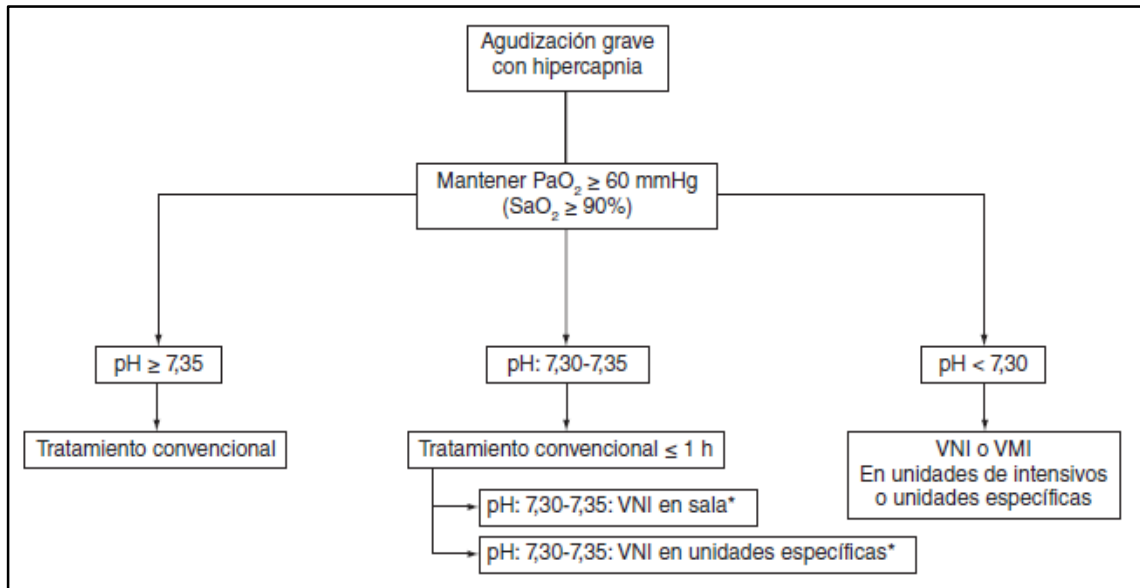 Agudización grave
con hipercapnia
Mantener PaO₂ ≥ 60 mmHg
(SaO₂ ≥ 90%)
pH ≥ 7,35
pH: 7,30-7,35
pH < 7,30
Tratamiento convencional
Tratamiento convencional ≤ 1 h
VNI o VMI
En unidades de intensivos
o unidades específicas
pH: 7,30-7,35: VNI en sala*
pH: 7,30-7,35: VNI en unidades específicas*